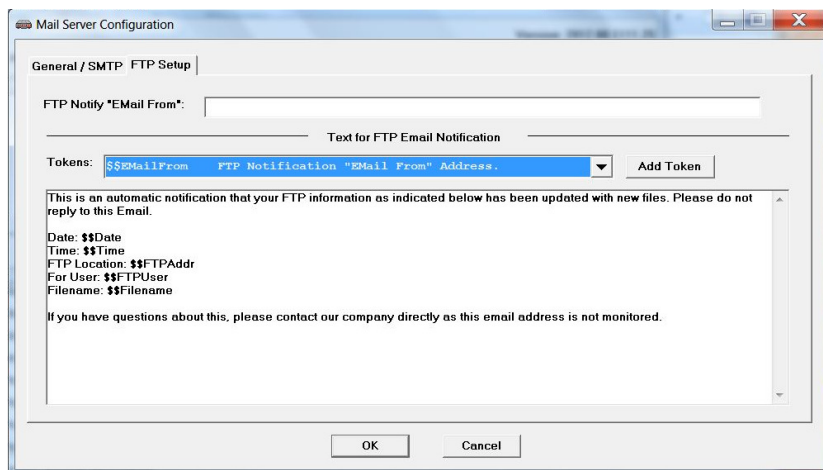 Mail Server Configuration
General / SMTP
FTP Setup
FTP Notify "EMail From":
Text for FTP Email Notification
Tokens:
$$EMailFrom FTP Notification "EMail From" Address.
Add Token
This is an automatic notification that your FTP information as indicated below has been updated with new files. Please do not
reply to this Email.
Date: $$Date
Time: $$Time
FTP Location: $$FTPAddr
For User: $$FTPUser
Filename: $$Filename
If you have questions about this, please contact our company directly as this email address is not monitored.
OK
Cancel